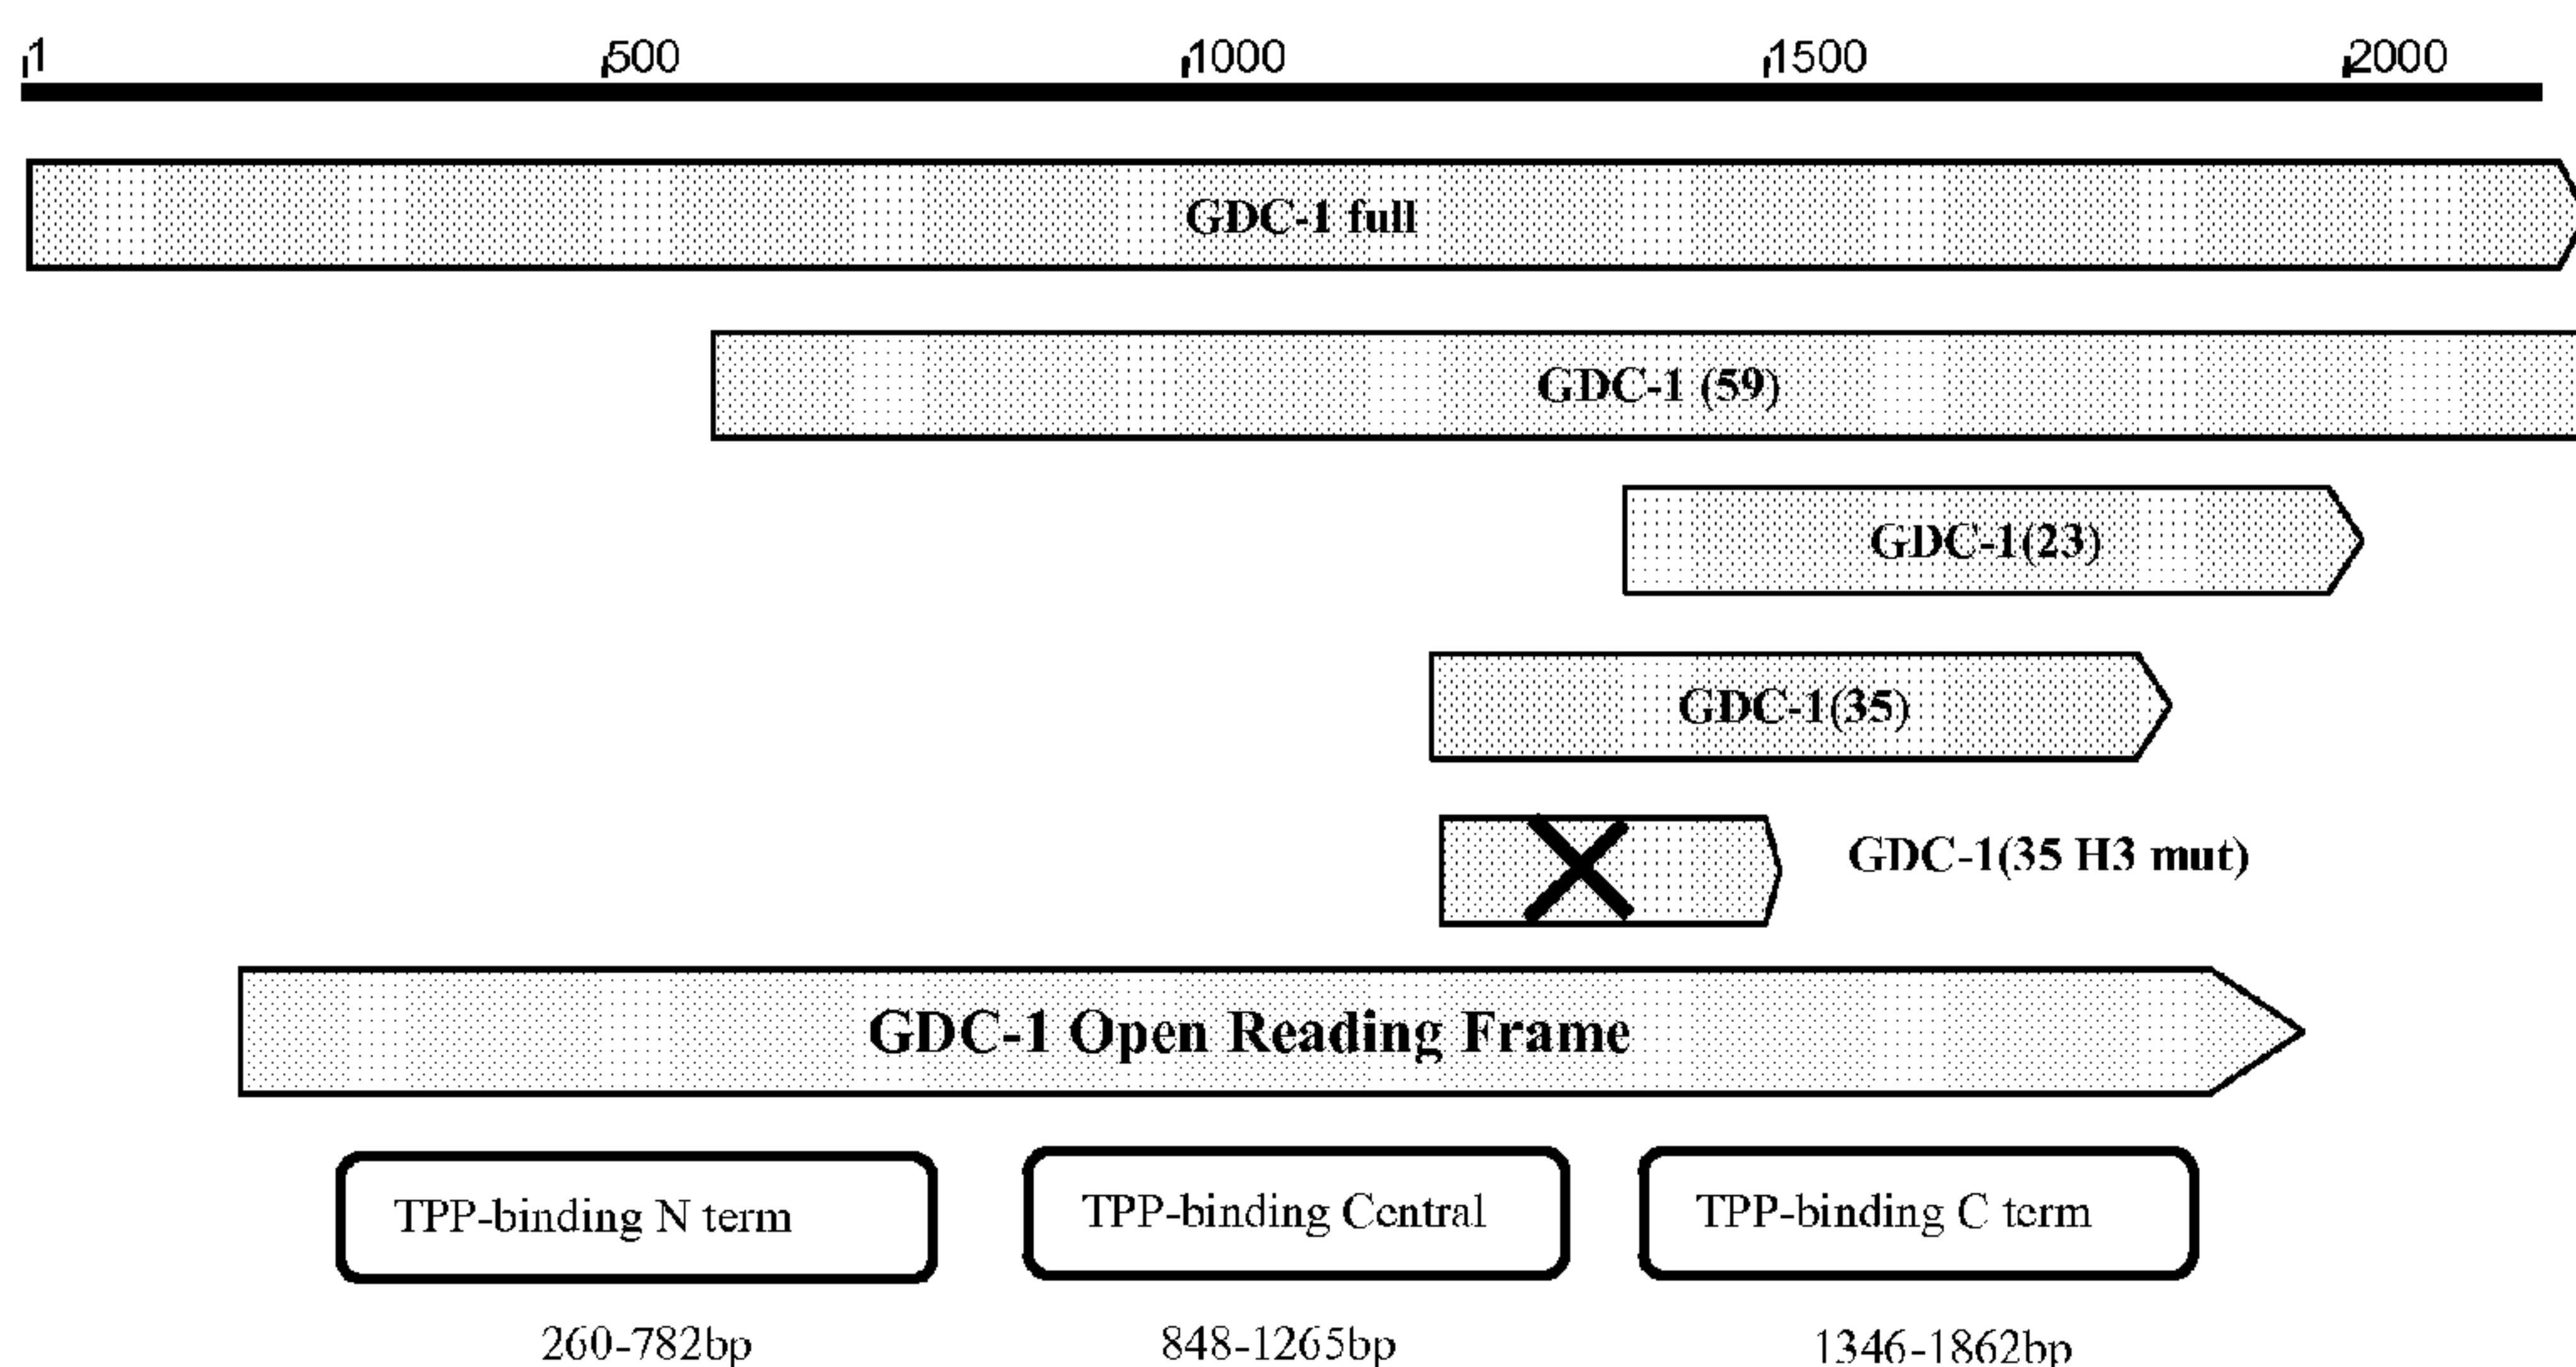 1 500 1000 1500 2000
GDC-1 full
GDC-1 (59)
GDC-1(23)
GDC-1(35)
GDC-1(35 H3 mut)
GDC-1 Open Reading Frame
TPP-binding N term TPP-binding Central TPP-binding C term
260-782bp 848-1265bp 1346-1862bp